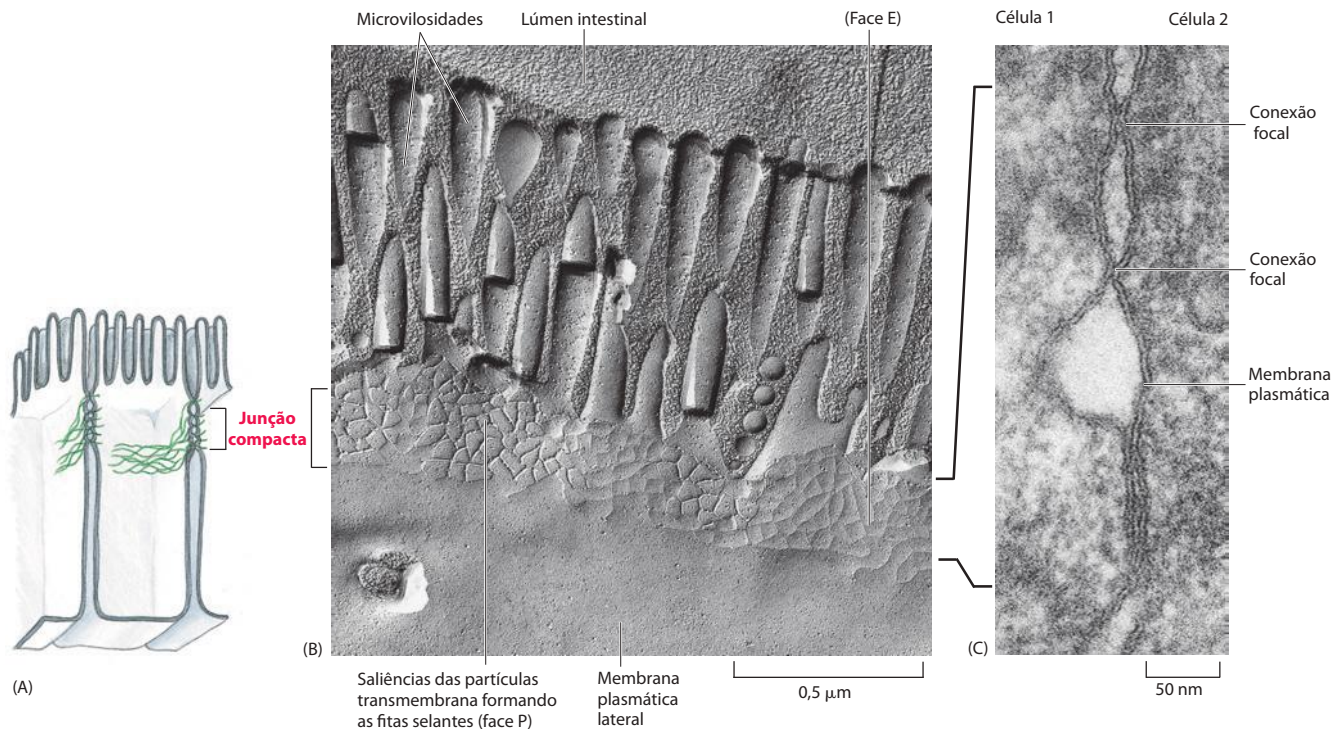 Microvilosidades
Lúmen intestinal
(Face E)
Célula 1
Célula 2
Conexão
focal
Conexão
focal
Membrana
plasmática
Junção
compacta
(A)
(B)
(C)
Saliências das partículas
transmembrana formando
as fitas selantes (face P)
Membrana
plasmática
lateral
0,5 μm
50 nm